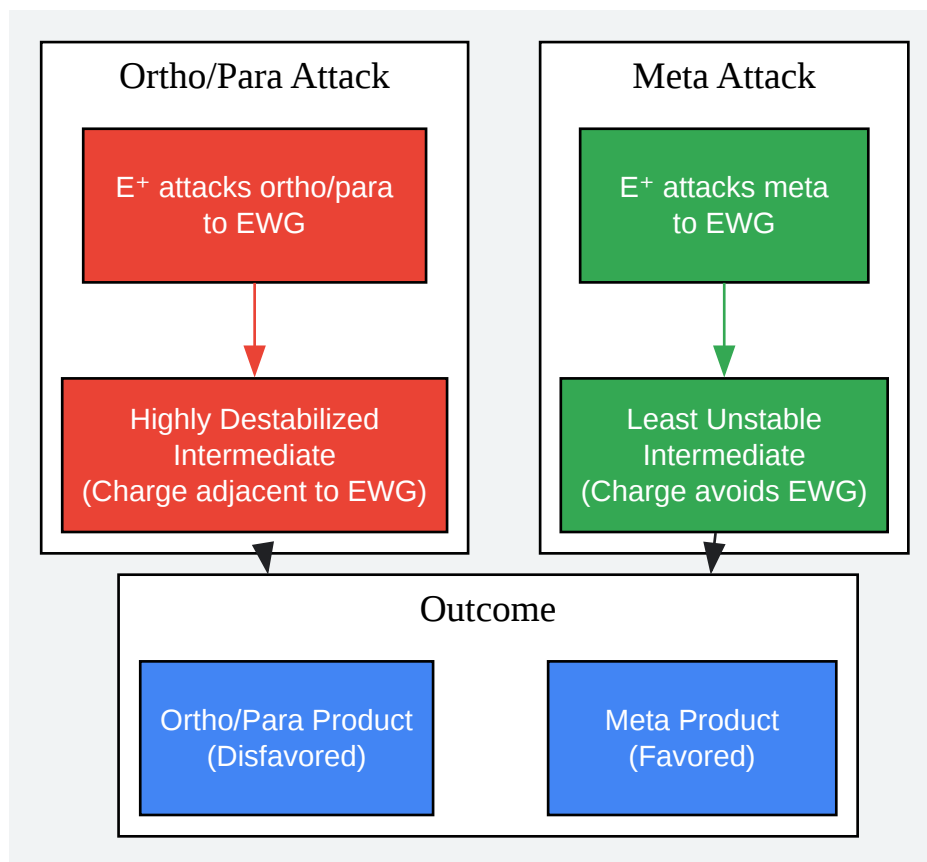 Ortho/Para Attack
E⁺ attacks ortho/para
to EWG
Highly Destabilized
Intermediate
(Charge adjacent to EWG)
Meta Attack
E⁺ attacks meta
to EWG
Least Unstable
Intermediate
(Charge avoids EWG)
Outcome
Ortho/Para Product
(Disfavored)
Meta Product
(Favored)